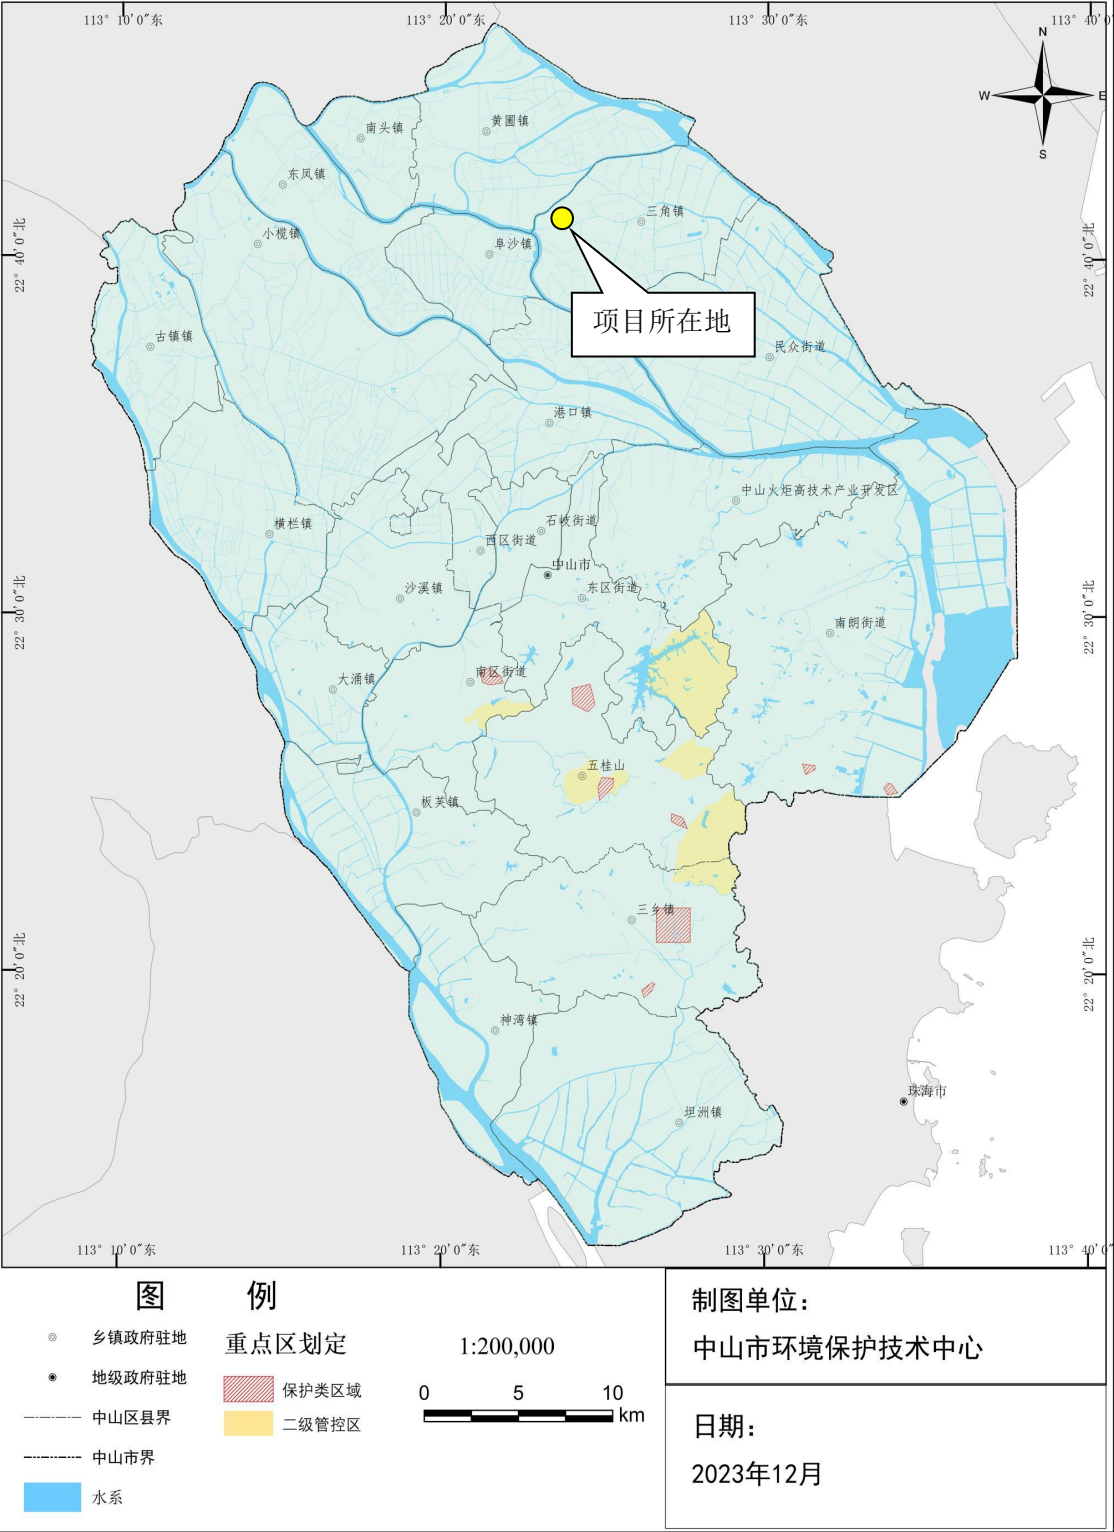 113° 10′0″东
113° 20′0″东
113° 30′0″东
113° 40′0″
N
W
E
S
黄圃镇
南头镇
东凤镇
三角镇
小榄镇
阜沙镇
22° 40′0″北
22° 40′0″北
项目所在地
古镇镇
民众街道
港口镇
中山火炬高技术产业开发区
横栏镇
石岐街道
西区街道
中山市
沙溪镇
东区街道
22° 30′0″北
22° 30′0″北
南朗街道
南区街道
大涌镇
五桂山
板芙镇
三乡镇
22° 20′0″北
22° 20′0″北
神湾镇
珠海市
坦洲镇
113° 10′0″东
113° 20′0″东
113° 30′0″东
113° 40′0″
图 例
乡镇政府驻地
地级政府驻地
中山区县界
中山市界
水系
重点区划定
保护类区域
二级管控区
1:200,000
0 5 10
km
制图单位：
中山市环境保护技术中心
日期：
2023年12月